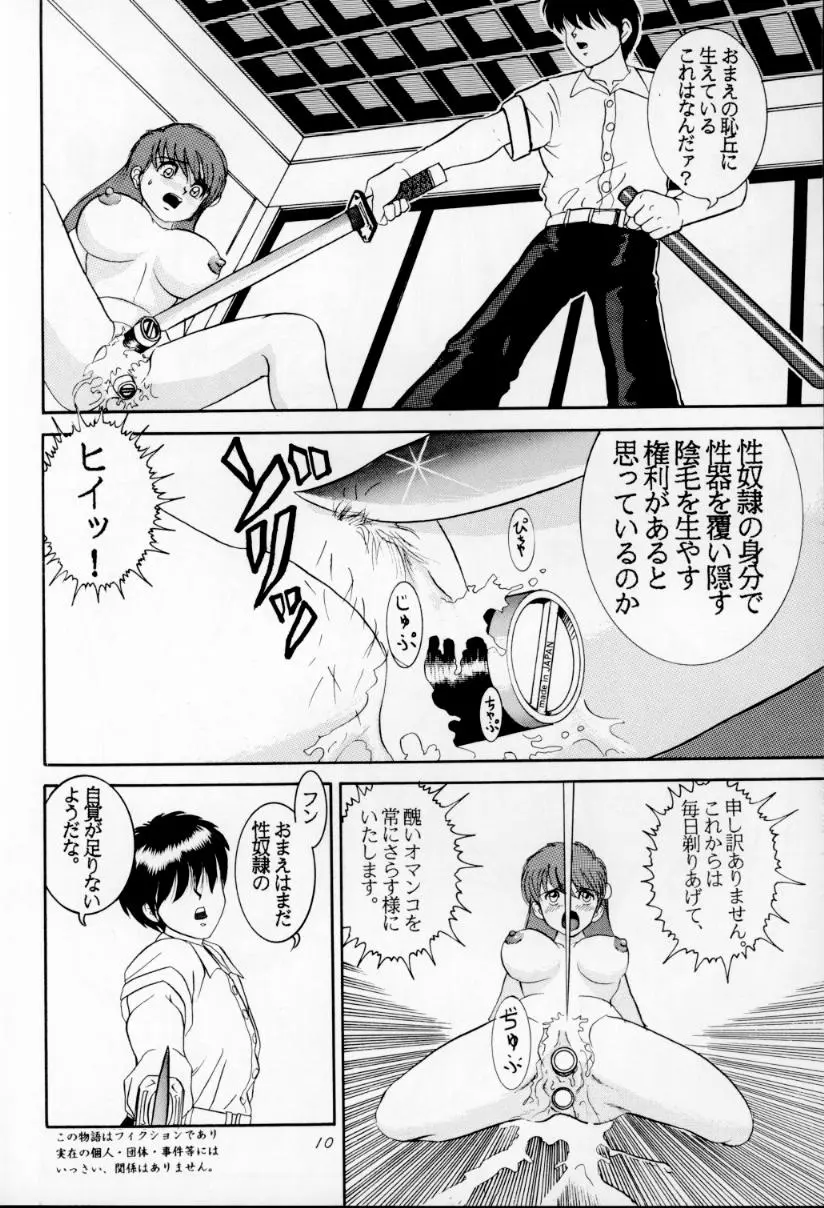 おまえの恥丘に
生えている
これはなんだァ?
性奴隷の身分で
性器を覆い隠す
陰毛を生やす
権利があると
思っているのか
ヒイッ!
ゾリッ
ぴちゃ
じゅぷ
ちゃぷ
made in JAPAN
申し訳ありません。
これからは
毎日剃りあげて、
醜いオマンコを
常にさらす様に
いたします。
ぢゅぷ
フン
おまえはまだ
性奴隷の
自覚が足りない
ようだな。
この物語はフィクションであり
実在の個人・団体・事件等には
いっさい、関係はありません。
10